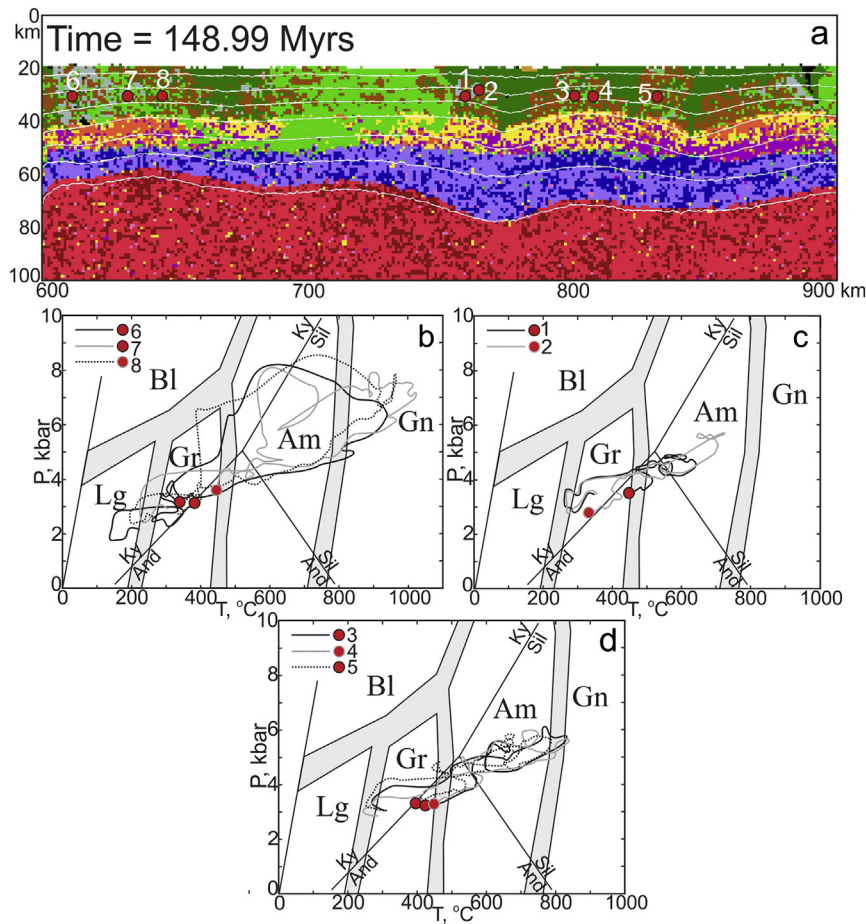 0
km
Time = 148.99 Myrs
a
20
6 7 8 1 2 3 4 5
40
60
80
100
600 700 800 900 km
P, kbar
10
8
6
4
2
0
6
7
8
b
Ky
Sil
Bl
Gr
Am
Gn
Lg
Ky
And
Sil
And
0 200 400 600 800 1000
T, °C
P, kbar
10
8
6
4
2
0
1
2
c
Ky
Sil
Bl
Gr
Am
Gn
Lg
Ky
And
Sil
And
0 200 400 600 800 1000
T, °C
P, kbar
10
8
6
4
2
0
3
4
5
d
Ky
Sil
Bl
Am
Gn
Gr
Lg
Ky
And
Sil
And
0 200 400 600 800 1000
T, °C